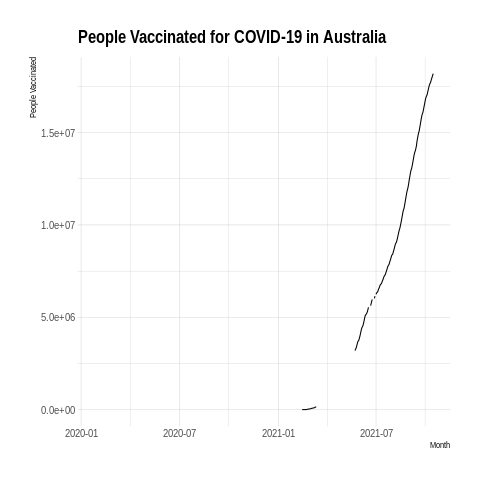 People Vaccinated for COVID-19 in Australia
People Vaccinated
1.5e+07
1.0e+07
5.0e+06
0.0e+00
2020-01 2020-07 2021-01 2021-07
Month